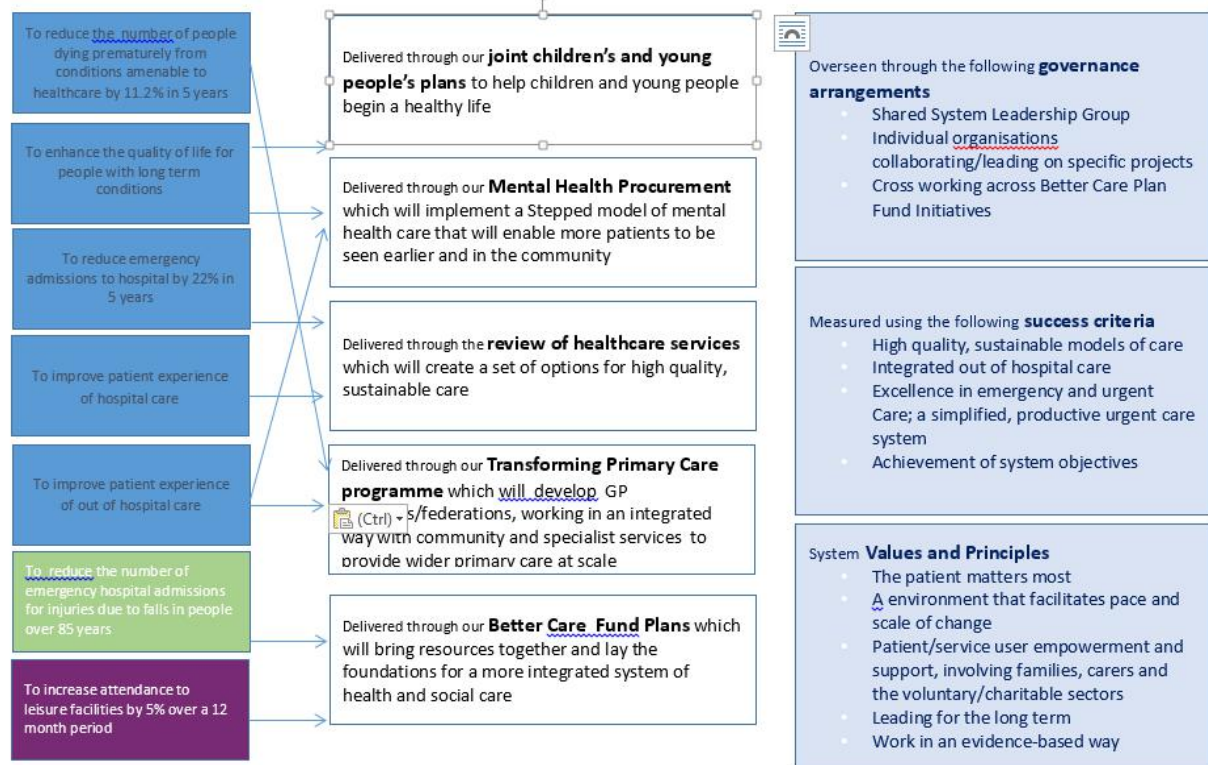 To reduce the number of people
dying prematurely from
conditions amenable to
healthcare by 11.2% in 5 years
To enhance the quality of life for
people with long term
conditions
To reduce emergency
admissions to hospital by 22% in
5 years
To improve patient experience
of hospital care
To improve patient experience
of out of hospital care
To reduce the number of
emergency hospital admissions
for injuries due to falls in people
over 85 years
To increase attendance to
leisure facilities by 5% over a 12
month period
Delivered through our joint children's and young
people's plans to help children and young people
begin a healthy life
Delivered through our Mental Health Procurement
which will implement a Stepped model of mental
health care that will enable more patients to be
seen earlier and in the community
Delivered through the review of healthcare services
which will create a set of options for high quality,
sustainable care
Delivered through our Transforming Primary Care
programme which will develop GP
s/federations, working in an integrated
(Ctrl)
way with community and specialist services to
provide wider primary care at scale
Delivered through our Better Care Fund Plans which
will bring resources together and lay the
foundations for a more integrated system of
health and social care
Overseen through the following governance
arrangements
Shared System Leadership Group
Individual organisations
collaborating/leading on specific projects
Cross working across Better Care Plan
Fund Initiatives
Measured using the following success criteria
High quality, sustainable models of care
Integrated out of hospital care
Excellence in emergency and urgent
Care; a simplified, productive urgent care
system
Achievement of system objectives
System Values and Principles
The patient matters most
A environment that facilitates pace and
scale of change
Patient/service user empowerment and
support, involving families, carers and
the voluntary/charitable sectors
Leading for the long term
Work in an evidence-based way